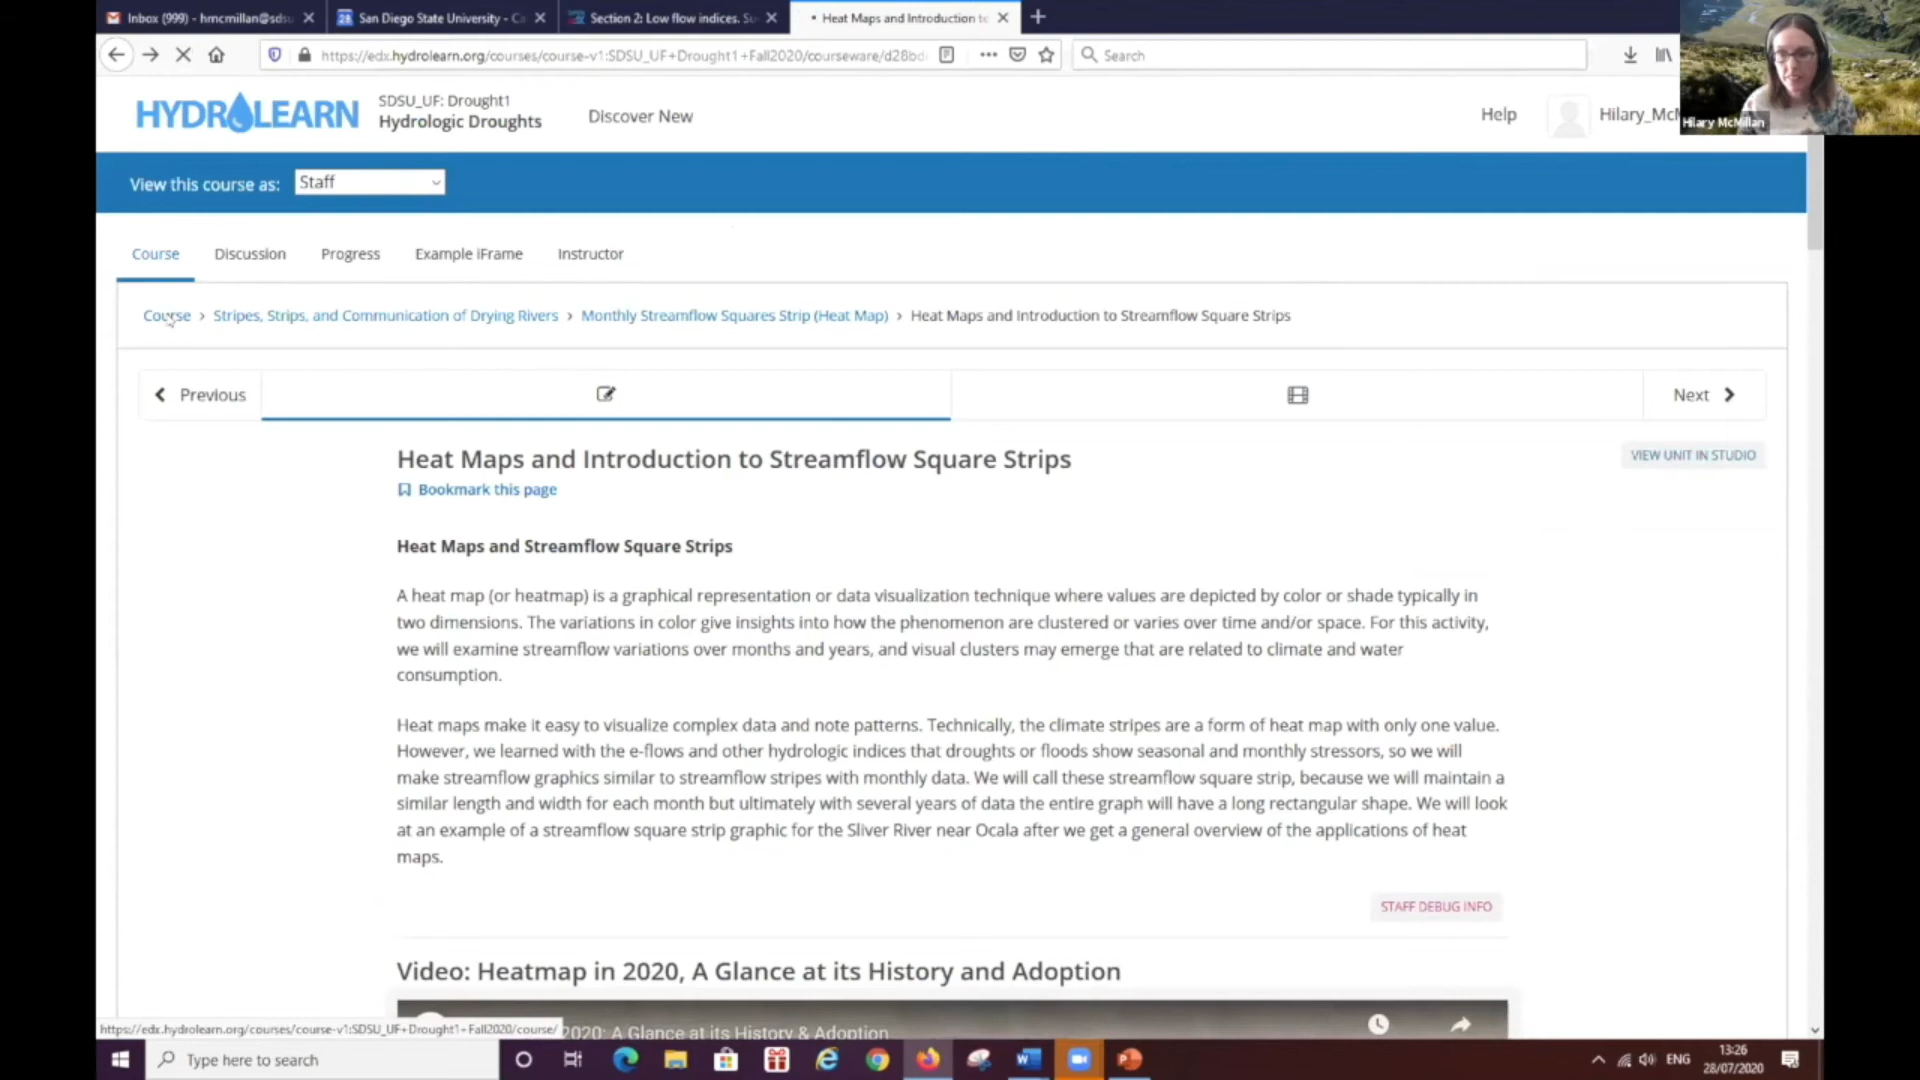 Inbox (999) - hmcmillan@sds
San Diego State University - Ca
Section 2: Low flow indices. Su
Heat Maps and Introduction to
https://edx.hydrolearn.org/courses/course-v1:SDSU_UF+Drought1+Fall2020/courseware/d28bd
Search
HYDROLEARN
SDSU_UF: Drought1
Hydrologic Droughts
Discover New
Help
Hilary_McM
Hilary McMillan
View this course as:
Staff
Course
Discussion
Progress
Example iFrame
Instructor
Course > Stripes, Strips, and Communication of Drying Rivers > Monthly Streamflow Squares Strip (Heat Map) > Heat Maps and Introduction to Streamflow Square Strips
Previous
Next
Heat Maps and Introduction to Streamflow Square Strips
VIEW UNIT IN STUDIO
Bookmark this page
Heat Maps and Streamflow Square Strips
A heat map (or heatmap) is a graphical representation or data visualization technique where values are depicted by color or shade typically in
two dimensions. The variations in color give insights into how the phenomenon are clustered or varies over time and/or space. For this activity,
we will examine streamflow variations over months and years, and visual clusters may emerge that are related to climate and water
consumption.
Heat maps make it easy to visualize complex data and note patterns. Technically, the climate stripes are a form of heat map with only one value.
However, we learned with the e-flows and other hydrologic indices that droughts or floods show seasonal and monthly stressors, so we will
make streamflow graphics similar to streamflow stripes with monthly data. We will call these streamflow square strip, because we will maintain a
similar length and width for each month but ultimately with several years of data the entire graph will have a long rectangular shape. We will look
at an example of a streamflow square strip graphic for the Sliver River near Ocala after we get a general overview of the applications of heat
maps.
STAFF DEBUG INFO
Video: Heatmap in 2020, A Glance at its History and Adoption
2020: A Glance at its History & Adoption
https://edx.hydrolearn.org/courses/course-v1:SDSU_UF+Drought1+Fall2020/course/
Type here to search
ENG
13:26
28/07/2020